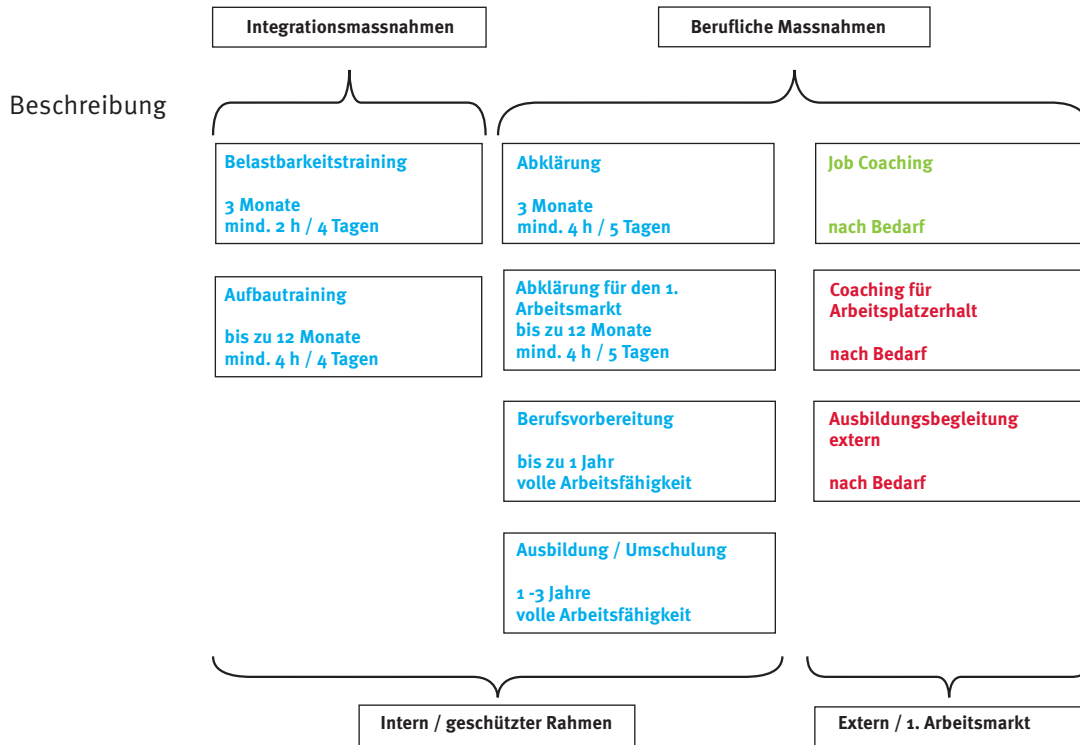 Integrationsmassnahmen
Berufliche Massnahmen
Beschreibung
Belastbarkeitstraining
3 Monate
mind. 2 h / 4 Tagen
Aufbautraining
bis zu 12 Monate
mind. 4 h / 4 Tagen
Abklärung
3 Monate
mind. 4 h / 5 Tagen
Abklärung für den 1.
Arbeitsmarkt
bis zu 12 Monate
mind. 4 h / 5 Tagen
Berufsvorbereitung
bis zu 1 Jahr
volle Arbeitsfähigkeit
Ausbildung / Umschulung
1 -3 Jahre
volle Arbeitsfähigkeit
Job Coaching
nach Bedarf
Coaching für
Arbeitsplatzerhalt
nach Bedarf
Ausbildungsbegleitung
extern
nach Bedarf
Intern / geschützter Rahmen
Extern / 1. Arbeitsmarkt